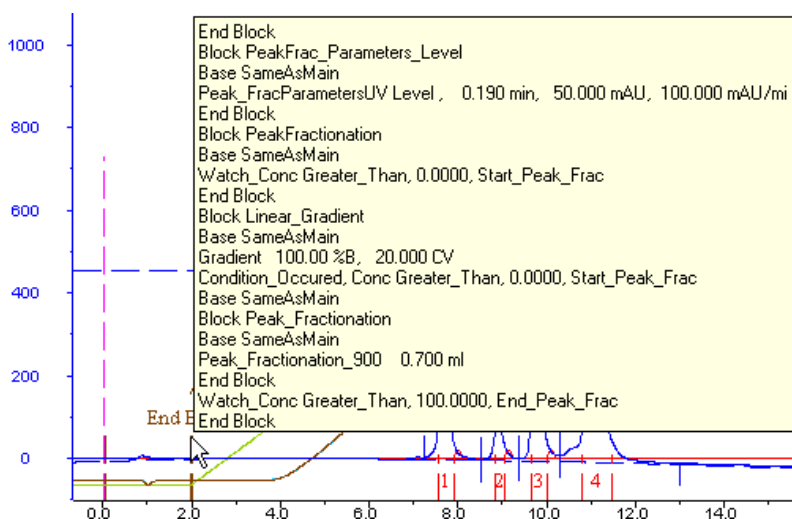 1000
800
600
400
200
0
End Block
Block PeakFrac_Parameters_Level
Base SameAsMain
Peak_FracParametersUV Level, 0.190 min, 50.000 mAU, 100.000 mAU/mi
End Block
Block PeakFractionation
Base SameAsMain
Watch_Conc Greater_Than, 0.0000, Start_Peak_Frac
End Block
Block Linear_Gradient
Base SameAsMain
Gradient 100.00 %B, 20.000 CV
Condition_Occured, Conc Greater_Than, 0.0000, Start_Peak_Frac
Base SameAsMain
Block Peak_Fractionation
Base SameAsMain
Peak_Fractionation_900 0.700 ml
End Block
Watch_Conc Greater_Than, 100.0000, End_Peak_Frac
End Block
End B
1 2 3 4
0.0 2.0 4.0 6.0 8.0 10.0 12.0 14.0